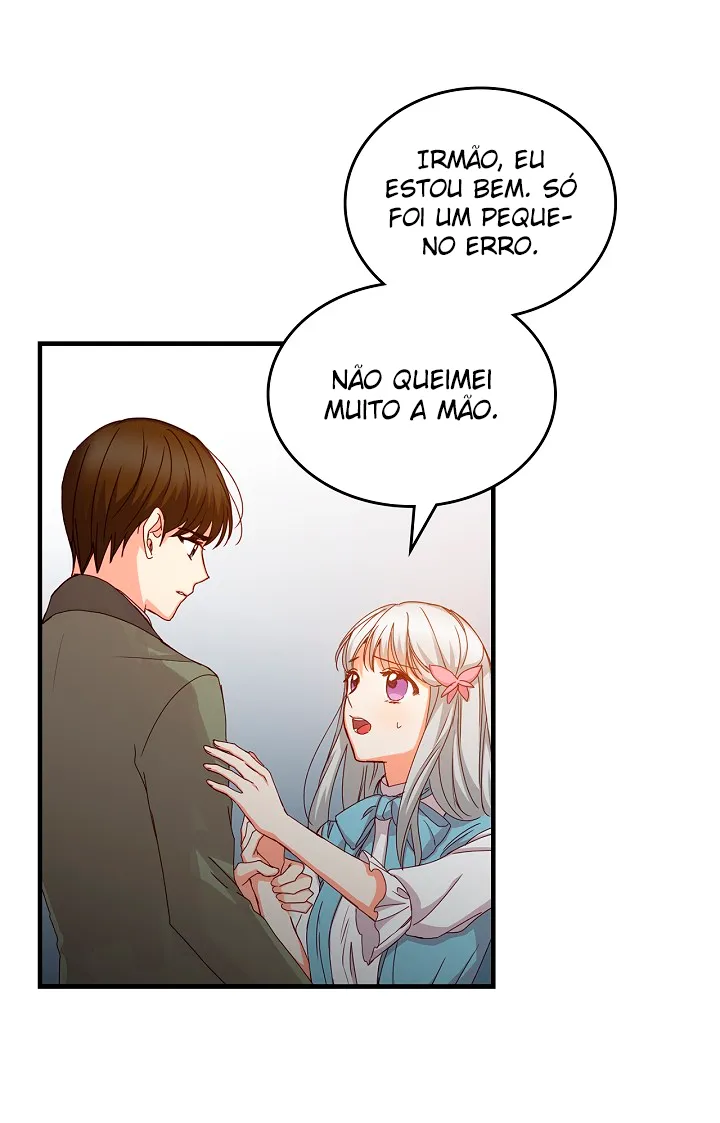 IRMÃO, EU
ESTOU BEM. SÓ
FOI UM PEQUE-
NO ERRO.
NÃO QUEIMEI
MUITO A MÃO.